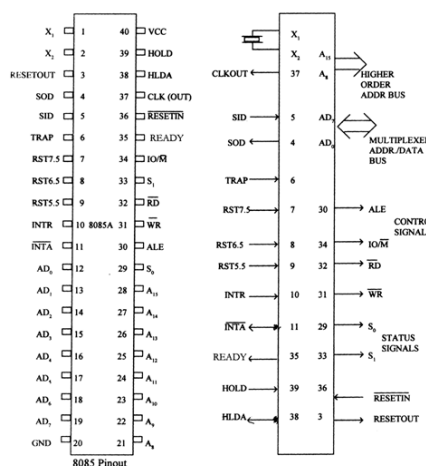 X₁ 1 40 VCC
X₂ 2 39 HOLD
RESETOUT 3 38 HLDA
SOD 4 37 CLK (OUT)
SID 5 36 RESETIN
TRAP 6 35 READY
RST7.5 7 34 IO/M
RST6.5 8 33 S₁
RST5.5 9 32 RD
INTR 10 8085A 31 WR
INTA 11 30 ALE
AD₀ 12 29 S₀
AD₁ 13 28 A₁₅
AD₂ 14 27 A₁₄
AD₃ 15 26 A₁₃
AD₄ 16 25 A₁₂
AD₅ 17 24 A₁₁
AD₆ 18 23 A₁₀
AD₇ 19 22 A₉
GND 20 21 A₈
8085 Pinout
X₁
X₂ A₁₅
CLKOUT 37 A₈
HIGHER
ORDER
ADDR BUS
SID 5 AD₇
SOD 4 AD₀
MULTIPLEXED
ADDR./DATA
BUS
TRAP 6
RST7.5 7 30 ALE
CONTROL
SIGNALS
RST6.5 8 34 IO/M
RST5.5 9 32 RD
INTR 10 31 WR
INTA 11 29 S₀
STATUS
SIGNALS
READY 35 33 S₁
HOLD 39 36
RESETIN
HLDA 38 3 RESETOUT